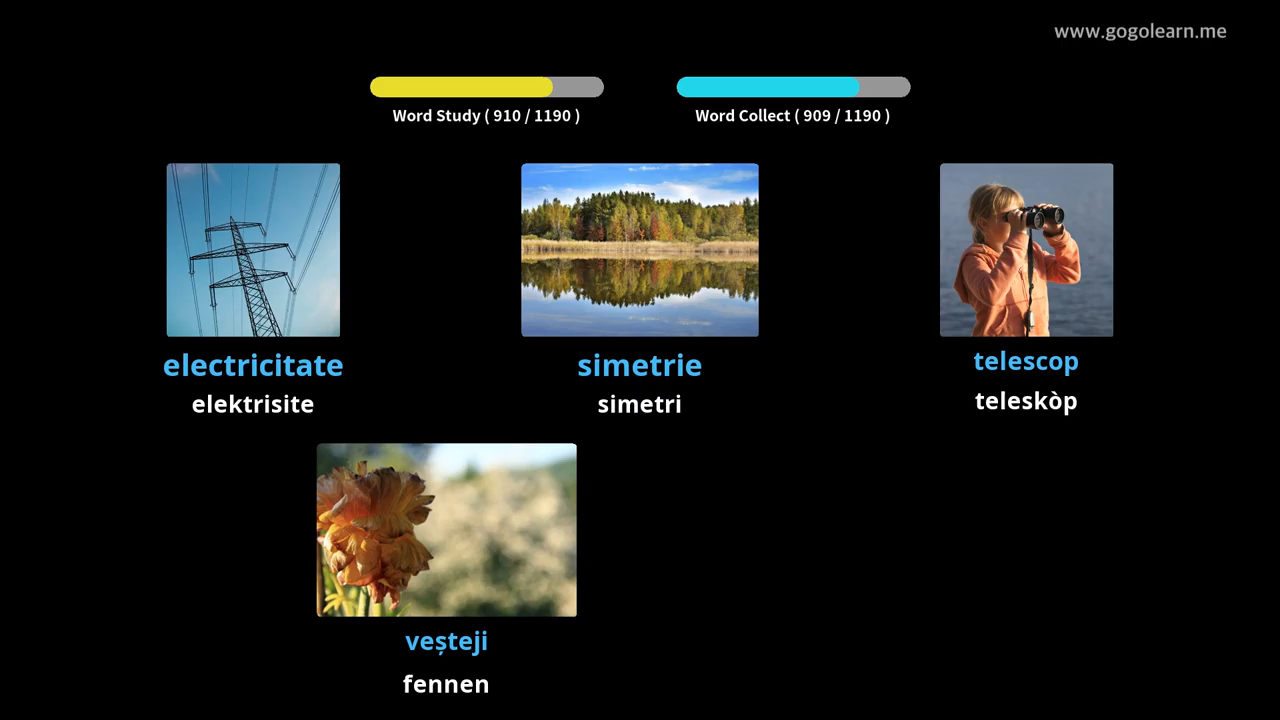 www.gogolearn.me
Word Study ( 910 / 1190 )
Word Collect ( 909 / 1190 )
electricitate
elektrisite
simetrie
simetri
telescop
teleskòp
veșteji
fennen